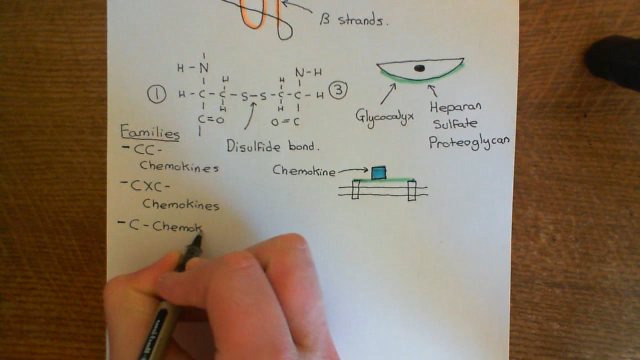 β strands.
H-N
N-H
H
H
① H-C-C-S-S-C-C-H ③
H
H
C=O
O=C
Disulfide bond.
Glycocalyx
Heparan
Sulfate
Proteoglycan
Families
-CC-
Chemokines
-CXC-
Chemokines
-C-Chemok
Chemokine